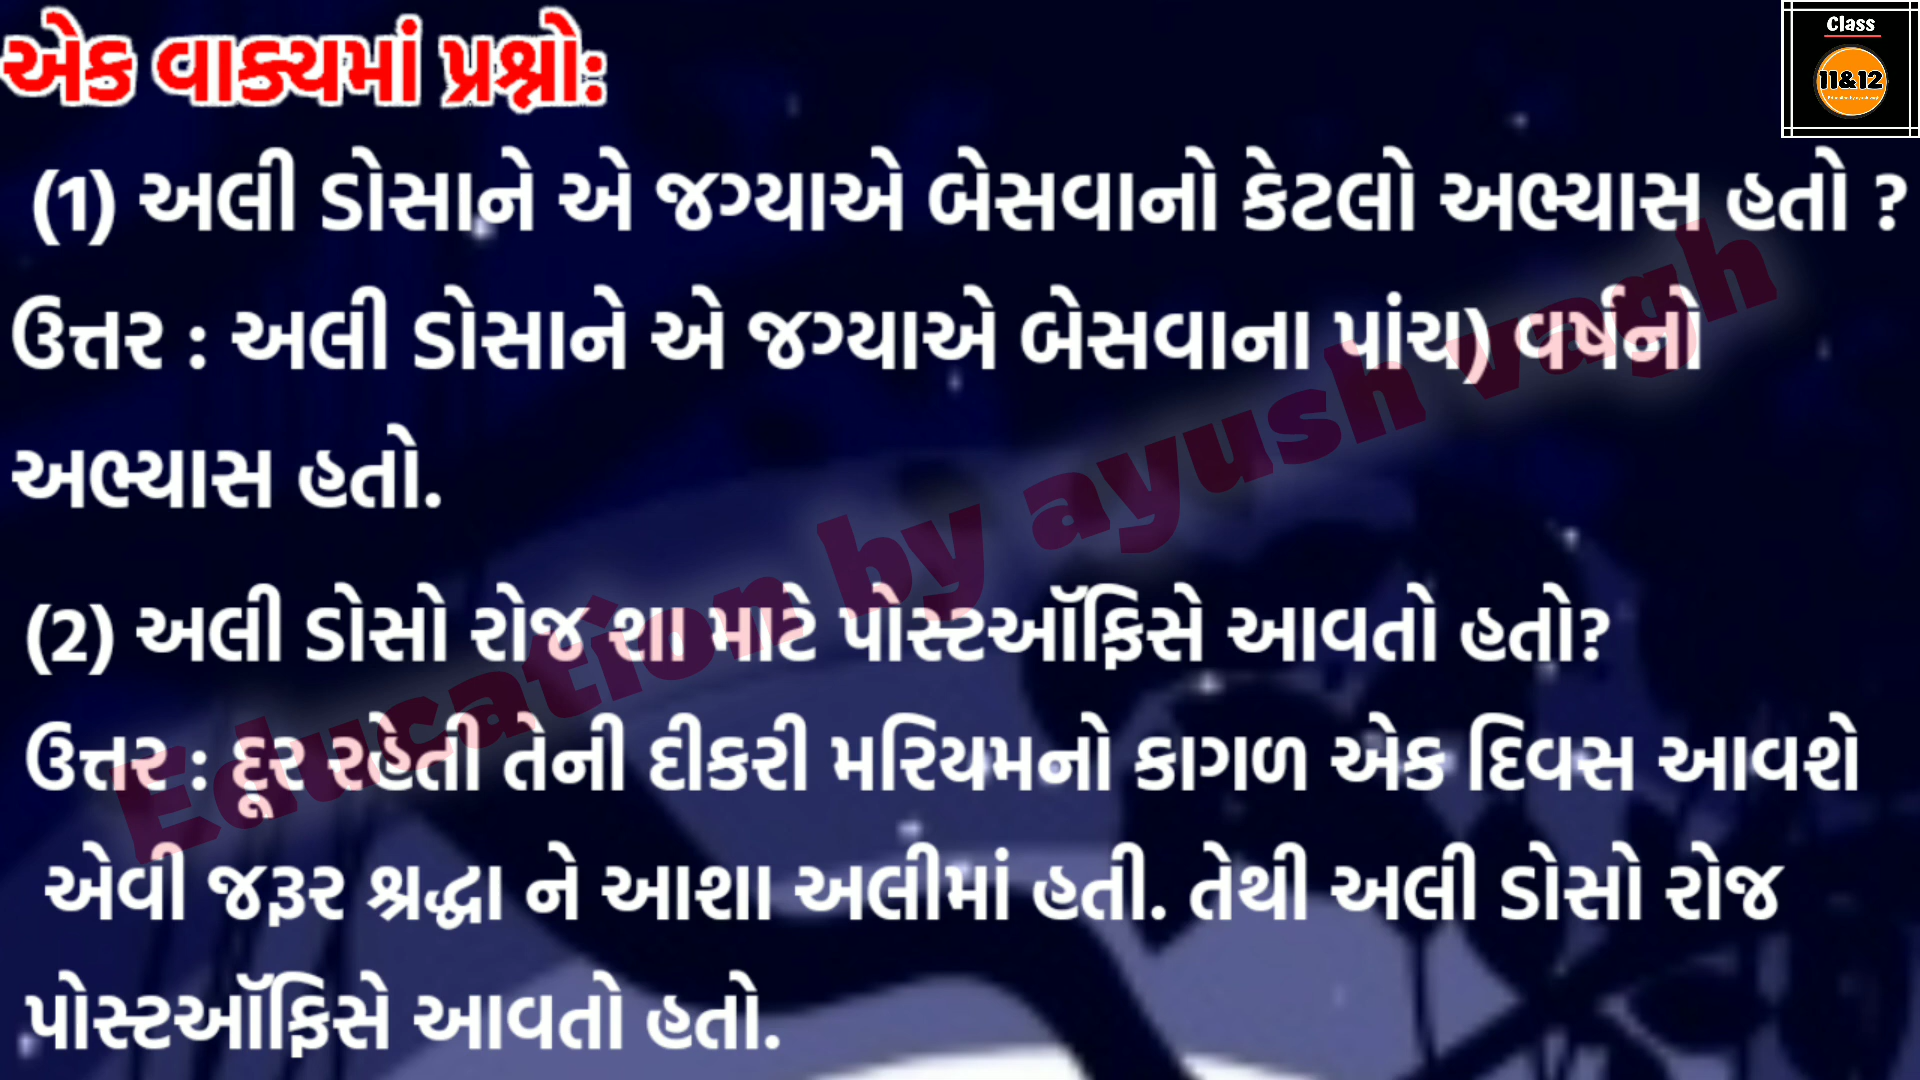 એક વાક્યમાં પ્રશ્નો:
Class
11&12
(1) અલી ડોસાને એ જગ્યાએ બેસવાનો કેટલો અભ્યાસ હતો ?
ઉત્તર : અલી ડોસાને એ જગ્યાએ બેસવાના પાંચ) વર્ષનો
અભ્યાસ હતો.
(2) અલી ડોસો રોજ શા માટે પોસ્ટઑફિસે આવતો હતો?
ઉત્તર : દૂર રહેતી તેની દીકરી મરિયમનો કાગળ એક દિવસ આવશે
એવી જરૂર શ્રદ્ધા ને આશા અલીમાં હતી. તેથી અલી ડોસો રોજ
પોસ્ટઑફિસે આવતો હતો.
Education by ayush vagh